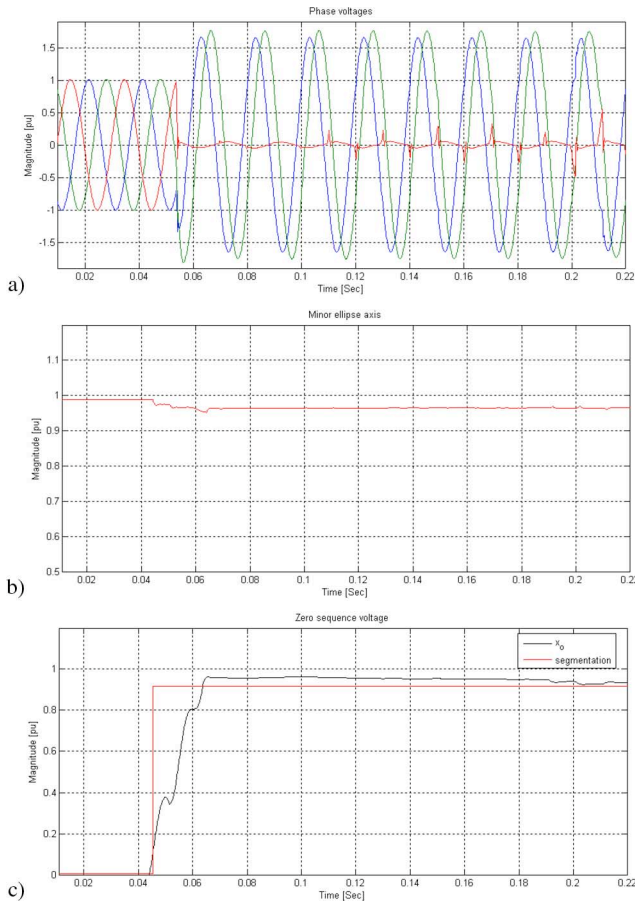 Phase voltages
Magnitude [pu]
1.5
1
0.5
0
-0.5
-1
-1.5
0.02 0.04 0.06 0.08 0.1 0.12 0.14 0.16 0.18 0.2 0.22
Time [Sec]
a)
Minor ellipse axis
Magnitude [pu]
1.1
1
0.9
0.8
0.7
0.6
0.5
0.02 0.04 0.06 0.08 0.1 0.12 0.14 0.16 0.18 0.2 0.22
Time [Sec]
b)
Zero sequence voltage
x₀
segmentation
Magnitude [pu]
1
0.8
0.6
0.4
0.2
0
0.02 0.04 0.06 0.08 0.1 0.12 0.14 0.16 0.18 0.2 0.22
Time [Sec]
c)